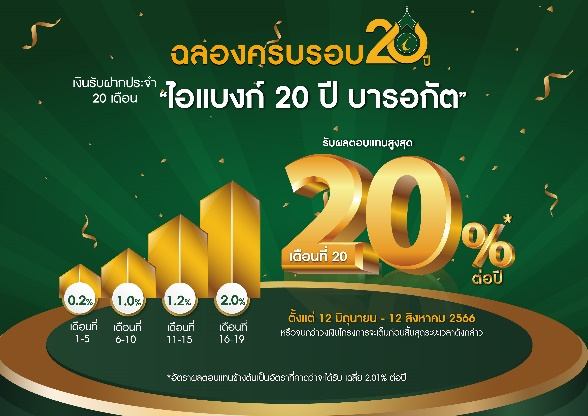 ฉลองครบรอบ 20 ปี
เงินรับฝากประจำ
20 เดือน
“ไอแบงก์ 20 ปี บารอกัต”
รับผลตอบแทนสูงสุด
20%*
ต่อปี
เดือนที่ 20
0.2% 1.0% 1.2% 2.0%
เดือนที่ เดือนที่ เดือนที่ เดือนที่
1-5 6-10 11-15 16-19
ตั้งแต่ 12 มิถุนายน - 12 สิงหาคม 2566
หรือจนกว่าวงเงินโครงการจะเต็มก่อนสิ้นสุดระยะเวลาดังกล่าว
*อัตราผลตอบแทนข้างต้นเป็นอัตราที่คาดว่าจะได้รับ เฉลี่ย 2.01% ต่อปี